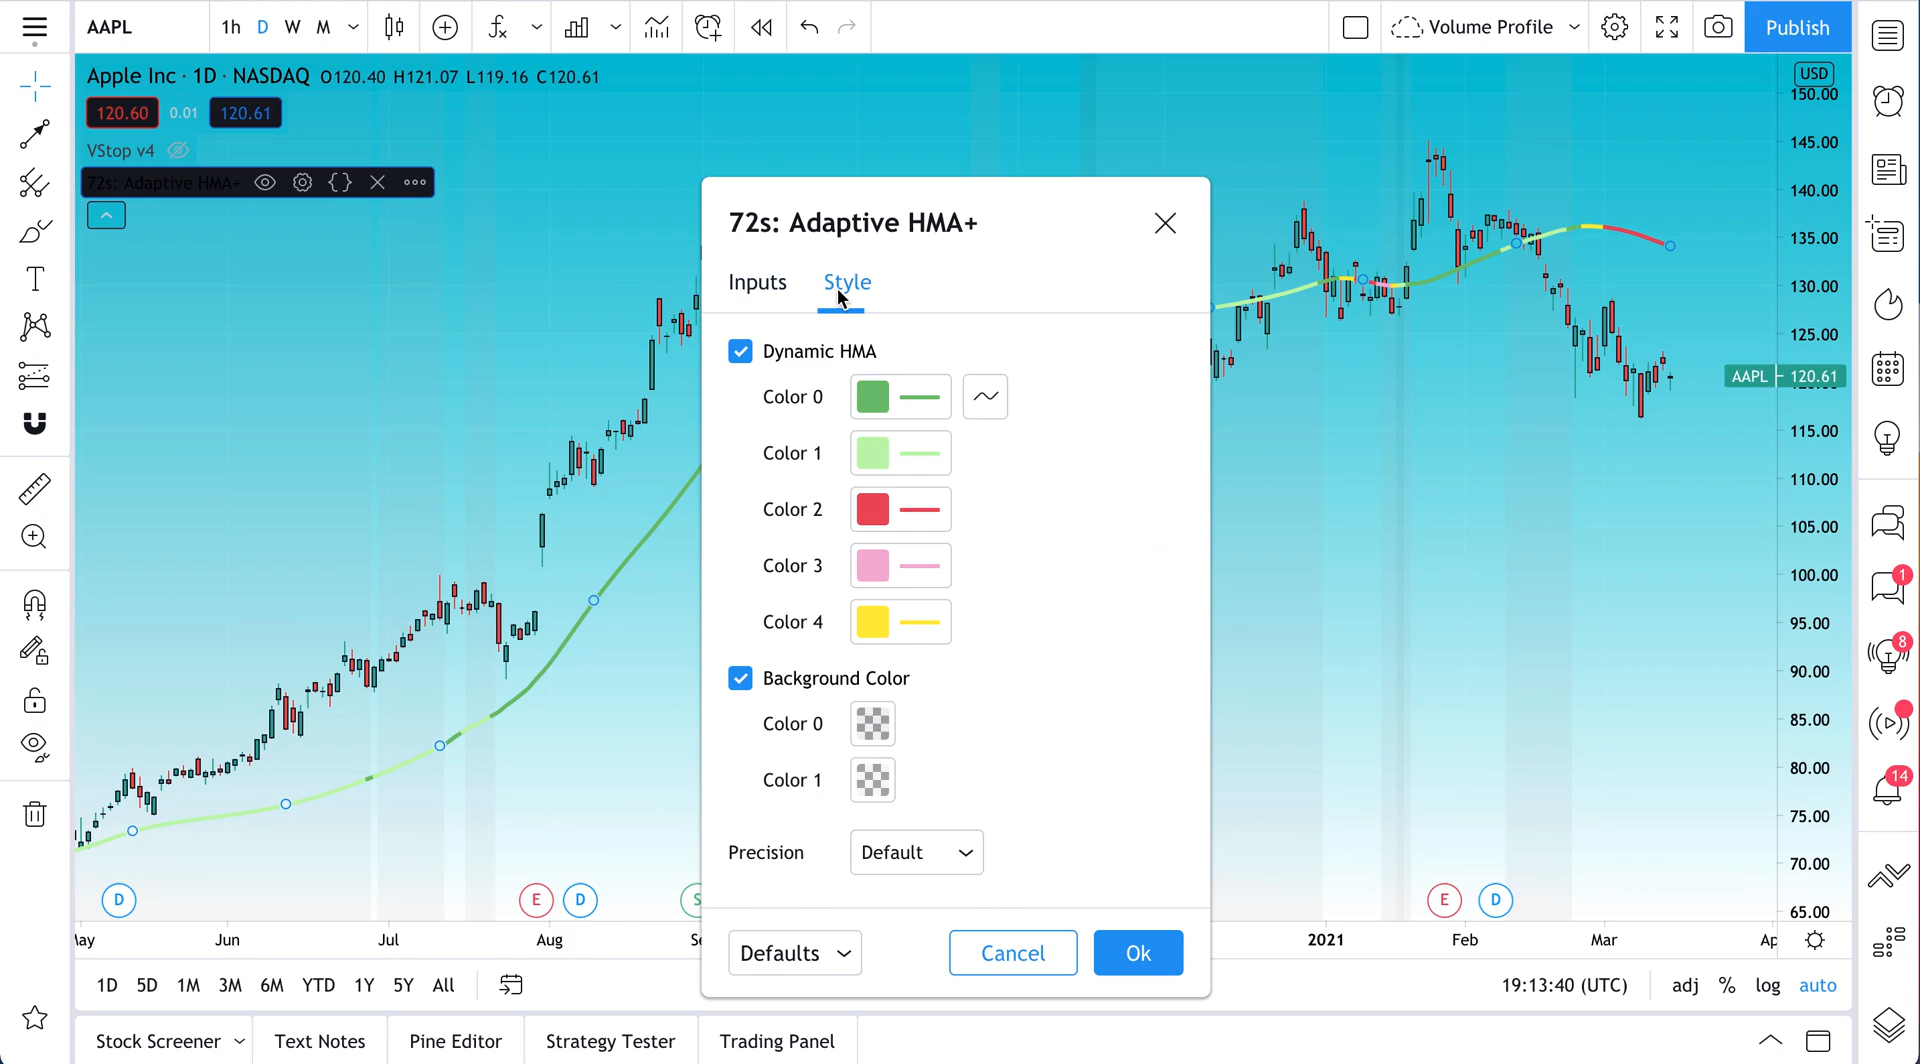 AAPL
1h D W M
Volume Profile
Publish
Apple Inc · 1D · NASDAQ O120.40 H121.07 L119.16 C120.61
120.60 0.01 120.61
VStop v4
72s: Adaptive HMA+
USD
150.00
145.00
140.00
135.00
130.00
125.00
AAPL 120.61
115.00
110.00
105.00
100.00
95.00
90.00
85.00
80.00
75.00
70.00
65.00
72s: Adaptive HMA+
Inputs Style
Dynamic HMA
Color 0
Color 1
Color 2
Color 3
Color 4
Background Color
Color 0
Color 1
Precision Default
Defaults Cancel Ok
D E D S E D
May Jun Jul Aug Se 2021 Feb Mar Ap
1D 5D 1M 3M 6M YTD 1Y 5Y All
19:13:40 (UTC) adj % log auto
Stock Screener Text Notes Pine Editor Strategy Tester Trading Panel
1
8
14